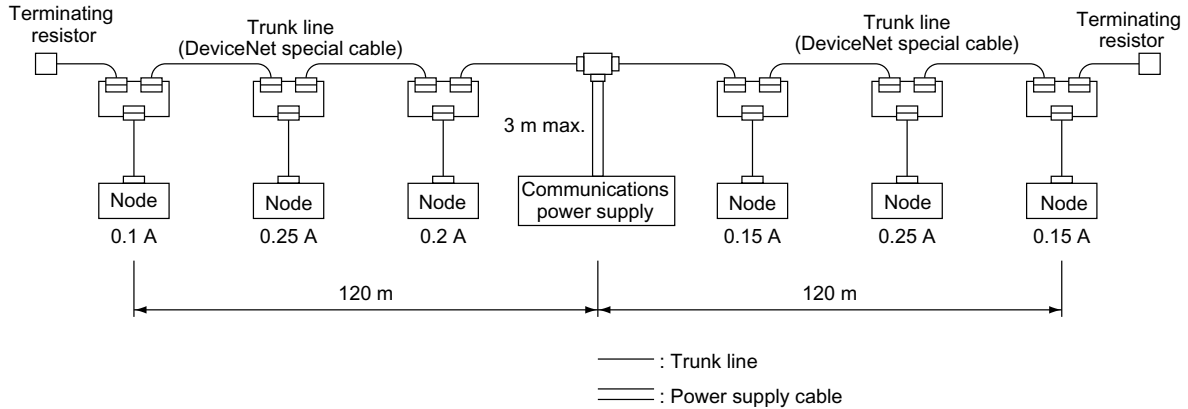 Terminating
resistor
Trunk line
(DeviceNet special cable)
Trunk line
(DeviceNet special cable)
Terminating
resistor
3 m max.
Node
Node
Node
Communications
power supply
Node
Node
Node
0.1 A
0.25 A
0.2 A
0.15 A
0.25 A
0.15 A
120 m
120 m
: Trunk line
: Power supply cable